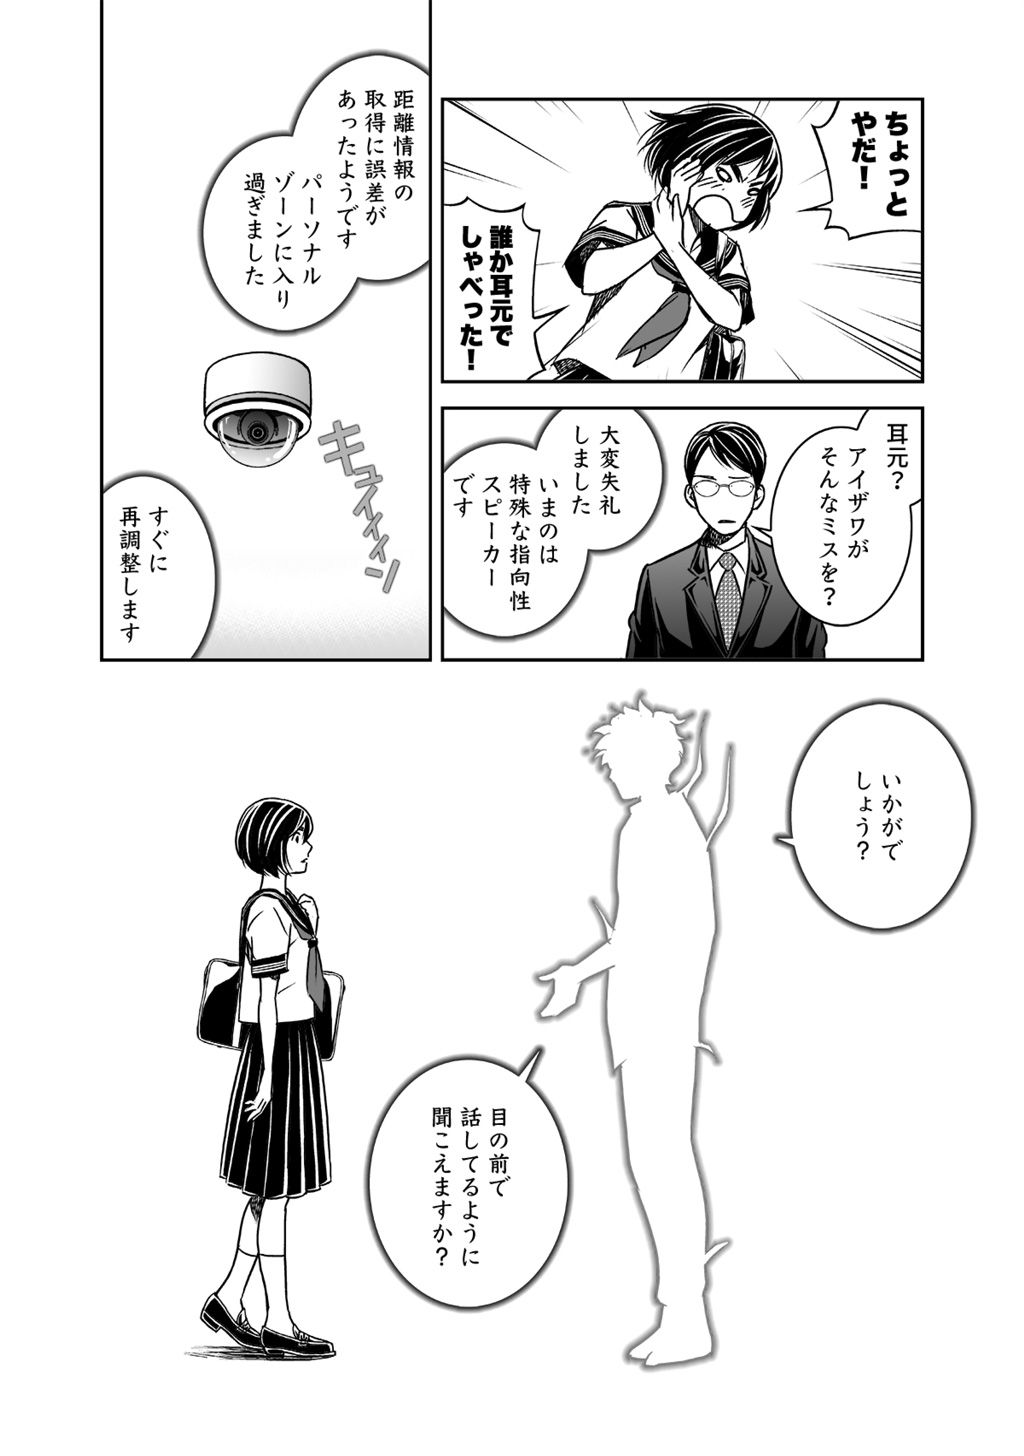 ちょっと
やだ！
誰か耳元で
しゃべった！
耳元？
アイザワが
そんなミスを？
大変失礼
しました
いまのは
特殊な指向性
スピーカー
です
距離情報の
取得に誤差が
あったようです
パーソナル
ゾーンに入り
過ぎました
キュイィィン
すぐに
再調整します
いかがで
しょう？
目の前で
話してるように
聞こえますか？